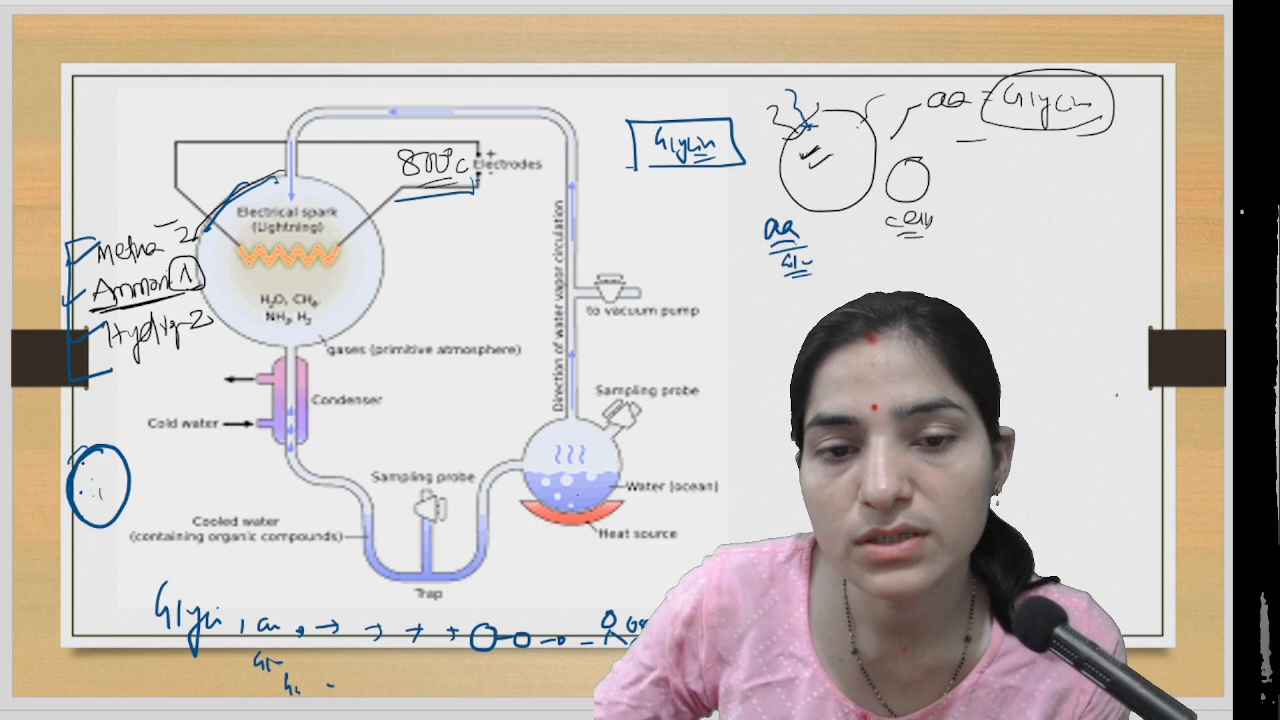 Glycin
aa - Glycin
800°C
Electrodes
Electrical spark
(Lightning)
cell
aa
Metha-2
Ammon 1
Hydrg-2
H₂O, CH₄,
NH₃, H₂
gases (primitive atmosphere)
Direction of water vapor circulation
to vacuum pump
Condenser
Cold water
Sampling probe
Sampling probe
Water (ocean)
Cooled water
(containing organic compounds)
Heat source
Trap
Glycin